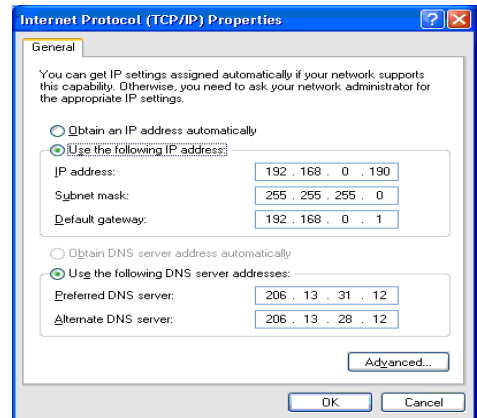 Internet Protocol (TCP/IP) Properties
General
You can get IP settings assigned automatically if your network supports
this capability. Otherwise, you need to ask your network administrator for
the appropriate IP settings.
Obtain an IP address automatically
Use the following IP address:
IP address: 192 . 168 . 0 . 190
Subnet mask: 255 . 255 . 255 . 0
Default gateway: 192 . 168 . 0 . 1
Obtain DNS server address automatically
Use the following DNS server addresses:
Preferred DNS server: 206 . 13 . 31 . 12
Alternate DNS server: 206 . 13 . 28 . 12
Advanced...
OK Cancel